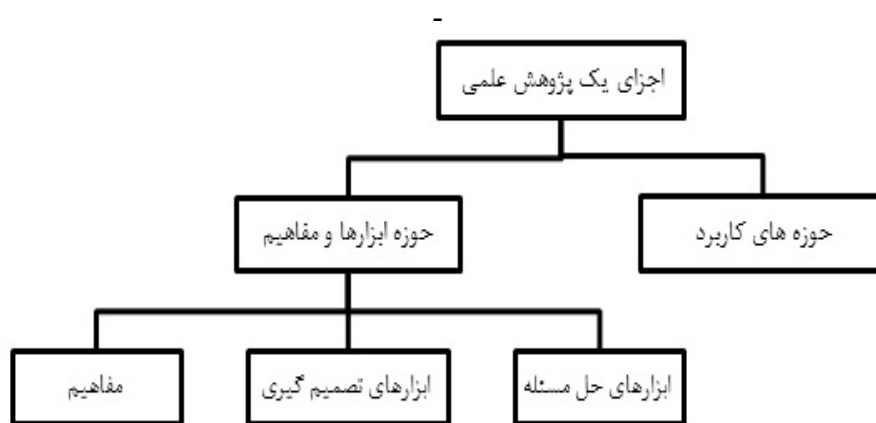 -
اجزای یک پژوهش علمی
حوزه های کاربرد
حوزه ابزارها و مفاهیم
ابزارهای حل مسئله
ابزارهای تصمیم گیری
مفاهیم